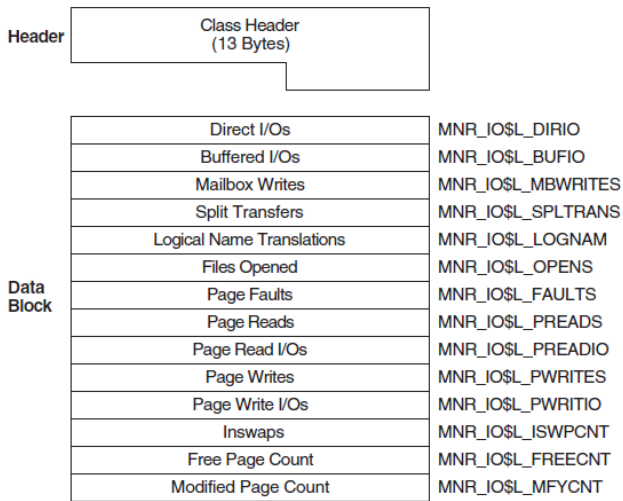 Header
Class Header
(13 Bytes)
Direct I/Os MNR_IO$L_DIRIO
Buffered I/Os MNR_IO$L_BUFIO
Mailbox Writes MNR_IO$L_MBWRITES
Split Transfers MNR_IO$L_SPLTRANS
Logical Name Translations MNR_IO$L_LOGNAM
Files Opened MNR_IO$L_OPENS
Data
Block
Page Faults MNR_IO$L_FAULTS
Page Reads MNR_IO$L_PREADS
Page Read I/Os MNR_IO$L_PREADIO
Page Writes MNR_IO$L_PWRITES
Page Write I/Os MNR_IO$L_PWRITIO
Inswaps MNR_IO$L_ISWPCNT
Free Page Count MNR_IO$L_FREECNT
Modified Page Count MNR_IO$L_MFYCNT